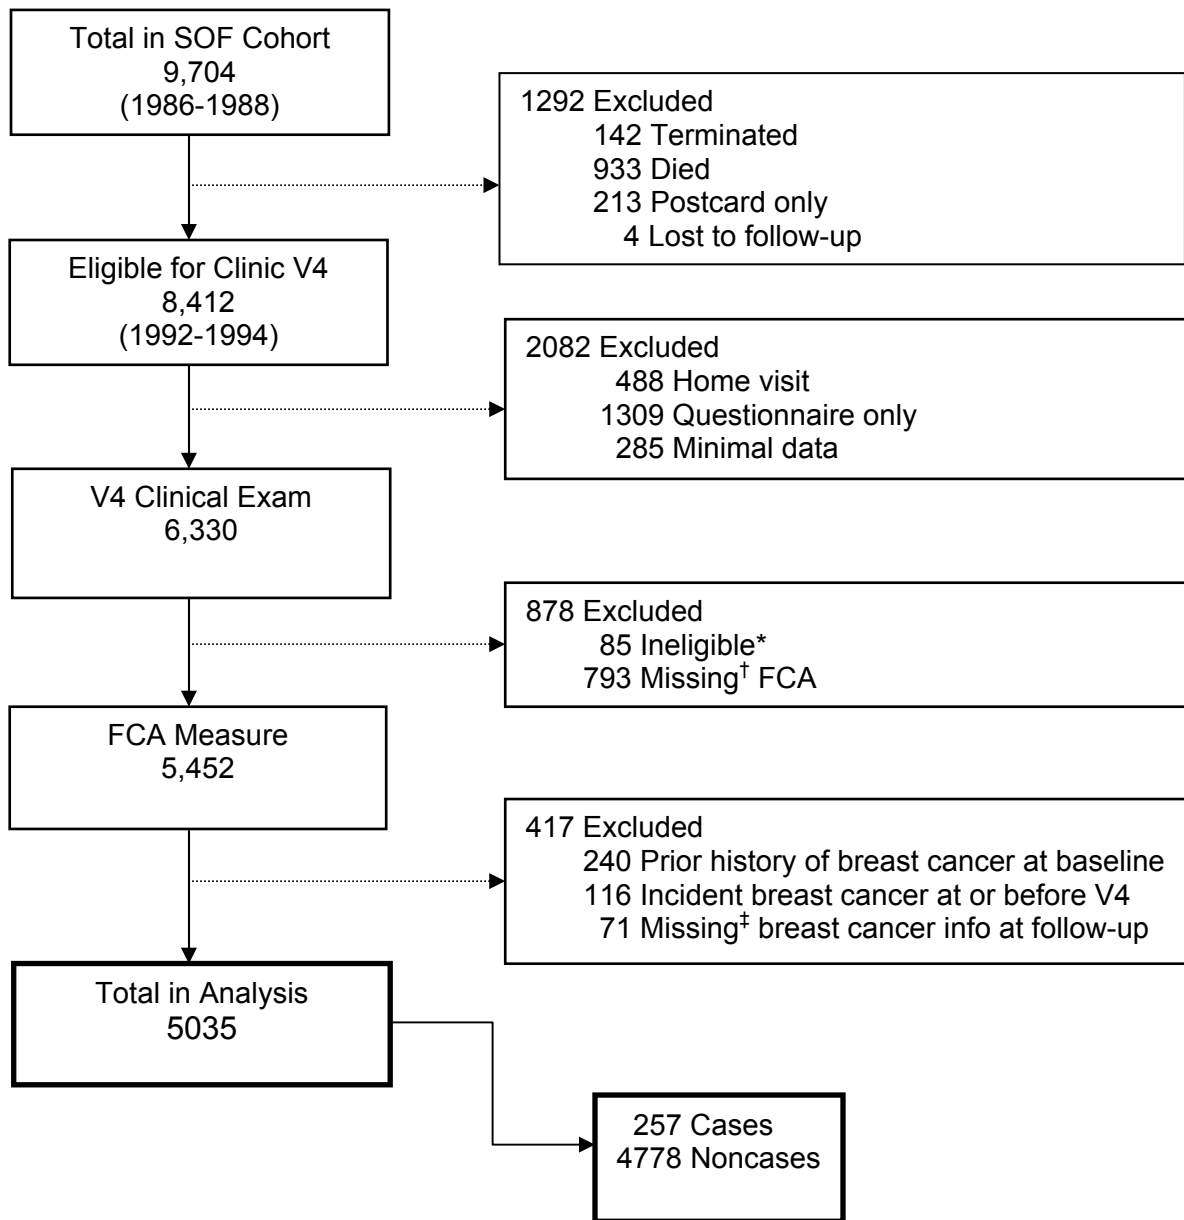 Total in SOF Cohort
9,704
(1986-1988)
1292 Excluded
142 Terminated
933 Died
213 Postcard only
4 Lost to follow-up
Eligible for Clinic V4
8,412
(1992-1994)
2082 Excluded
488 Home visit
1309 Questionnaire only
285 Minimal data
V4 Clinical Exam
6,330
878 Excluded
85 Ineligible*
793 Missing† FCA
FCA Measure
5,452
417 Excluded
240 Prior history of breast cancer at baseline
116 Incident breast cancer at or before V4
71 Missing‡ breast cancer info at follow-up
Total in Analysis
5035
257 Cases
4778 Noncases